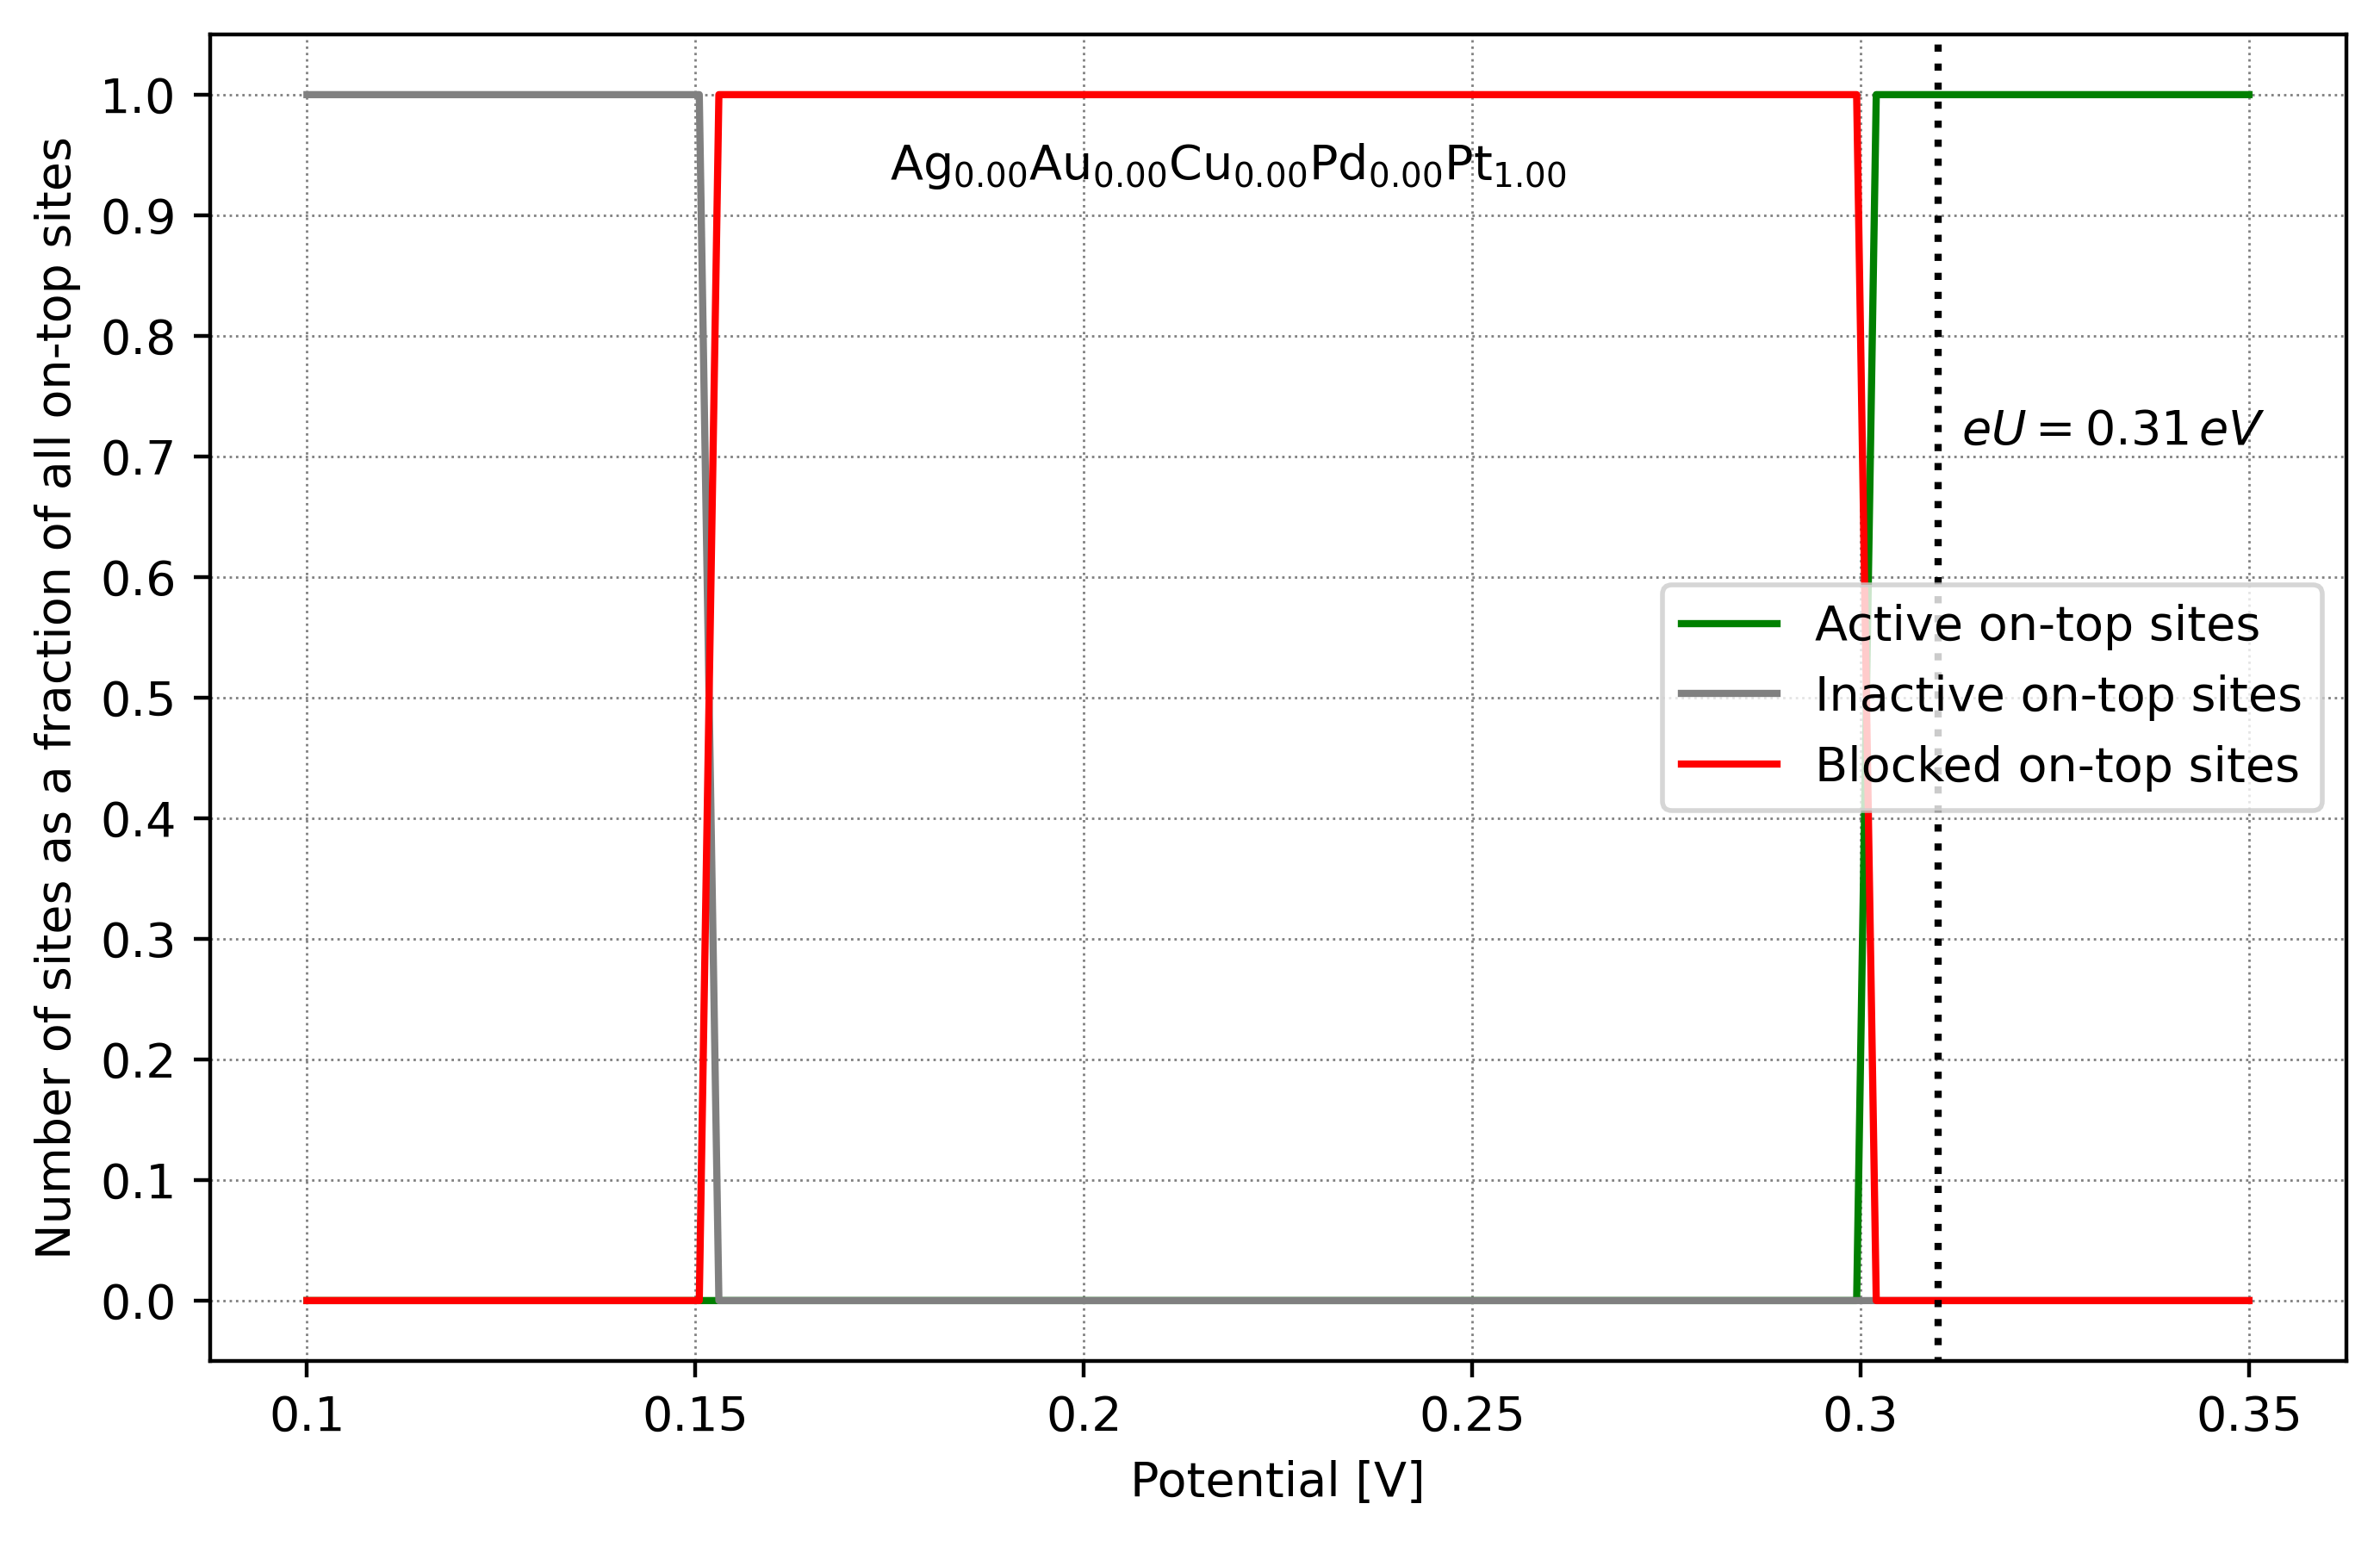 Number of sites as a fraction of all on-top sites
1.0
0.9
0.8
0.7
0.6
0.5
0.4
0.3
0.2
0.1
0.0
Ag0.00Au0.00Cu0.00Pd0.00Pt1.00
eU = 0.31 eV
Active on-top sites
Inactive on-top sites
Blocked on-top sites
0.1 0.15 0.2 0.25 0.3 0.35
Potential [V]